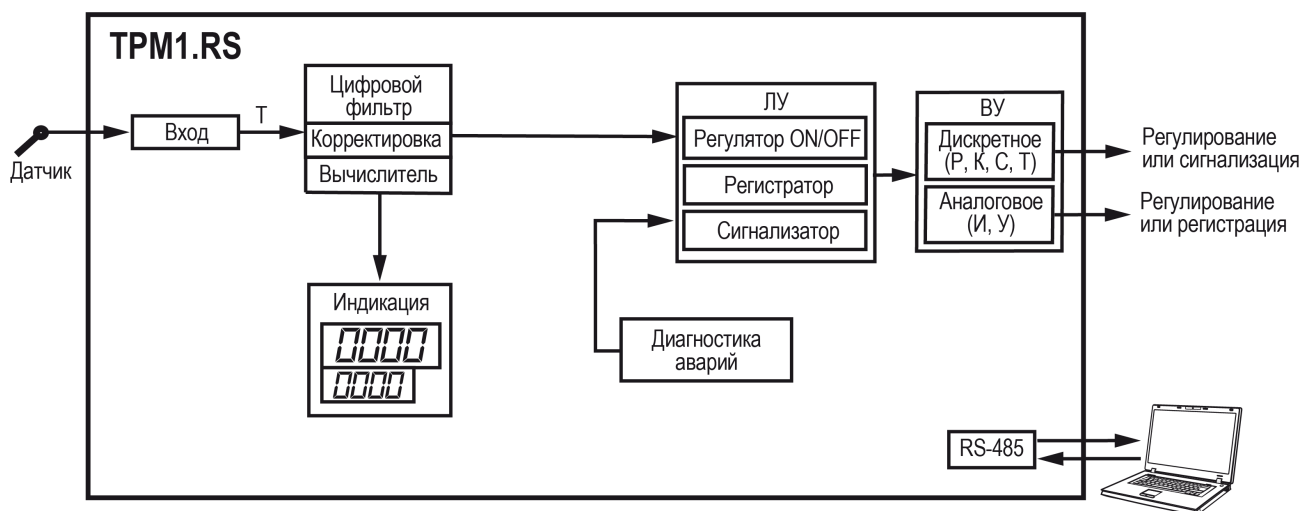 ТРМ1.RS
Датчик
Вход
Т
Цифровой
фильтр
Корректировка
Вычислитель
Индикация
0000
0000
ЛУ
Регулятор ON/OFF
Регистратор
Сигнализатор
Диагностика
аварий
ВУ
Дискретное
(Р, К, С, Т)
Аналоговое
(И, У)
Регулирование
или сигнализация
Регулирование
или регистрация
RS-485